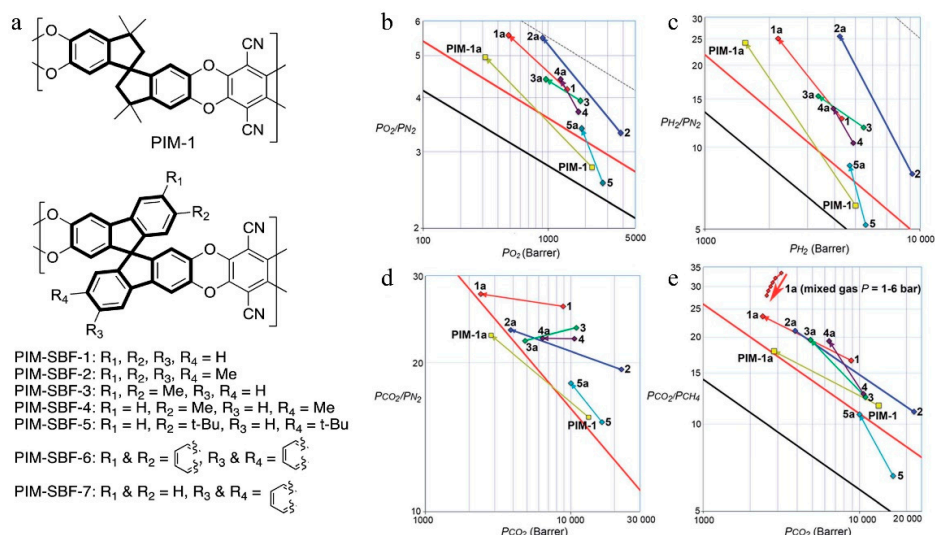 a
O
O
O
O
CN
CN
PIM-1
R1
R2
O
O
O
O
CN
CN
R4
R3
PIM-SBF-1: R1, R2, R3, R4 = H
PIM-SBF-2: R1, R2, R3, R4 = Me
PIM-SBF-3: R1, R2 = Me, R3, R4 = H
PIM-SBF-4: R1 = H, R2 = Me, R3 = H, R4 = Me
PIM-SBF-5: R1 = H, R2 = t-Bu, R3 = H, R4 = t-Bu
PIM-SBF-6: R1 & R2 = , R3 & R4 =
PIM-SBF-7: R1 & R2 = H, R3 & R4 =
b
6
5
4
3
2
PO2/PN2
1a
2a
PIM-1a
4a
3a
1
3
4
5a
2
PIM-1
5
100
1000
5000
PO2 (Barrer)
c
30
25
20
15
10
5
PH2/PN2
PIM-1a
1a
2a
3a
4a
1
3
4
5a
2
PIM-1
5
1000
10 000
PH2 (Barrer)
d
30
20
10
PCO2/PN2
1a
1
2a
PIM-1a
4a
3
3a
4
2
5a
PIM-1
5
1000
10 000
30 000
PCO2 (Barrer)
e
35
30
25
20
15
10
5
PCO2/PCH4
1a (mixed gas P = 1-6 bar)
1a
2a
4a
3a
PIM-1a
1
4
3
PIM-1
2
5a
5
1000
10 000
20 000
PCO2 (Barrer)